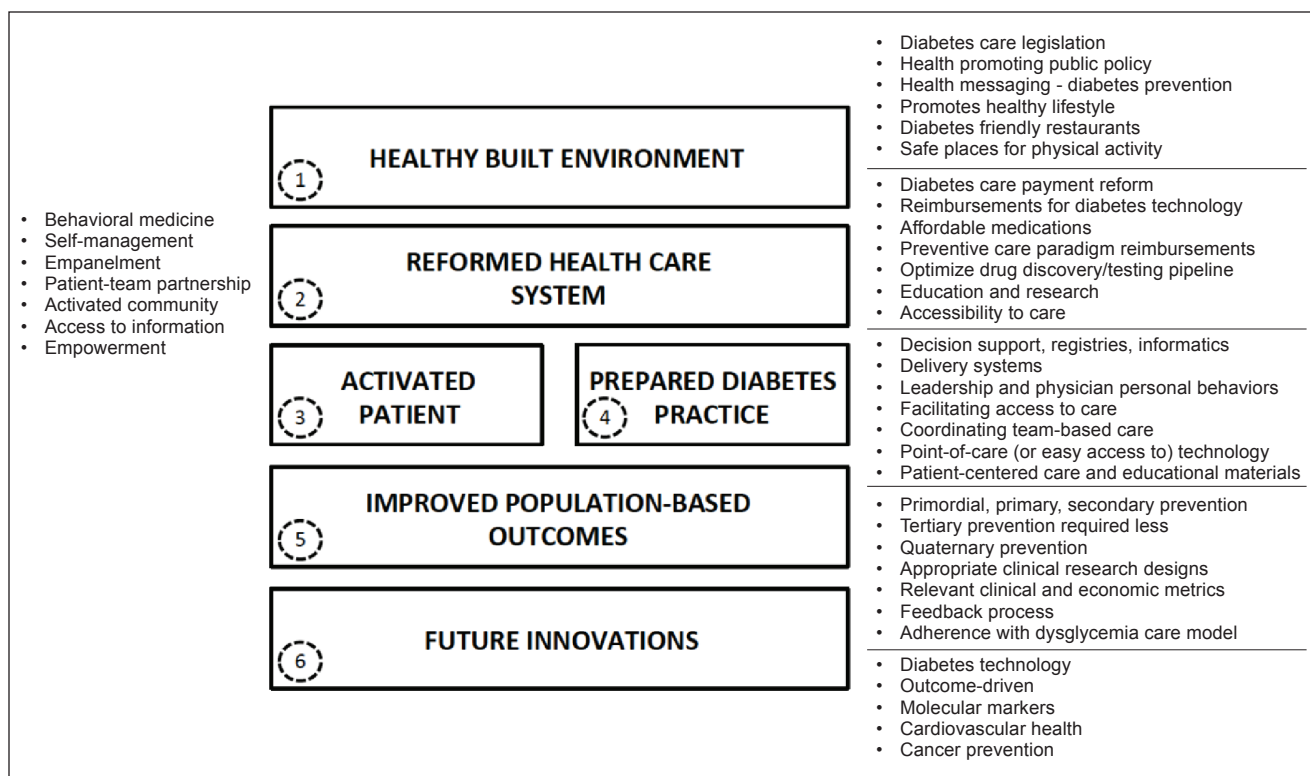 • Diabetes care legislation
• Health promoting public policy
• Health messaging - diabetes prevention
• Promotes healthy lifestyle
• Diabetes friendly restaurants
• Safe places for physical activity
HEALTHY BUILT ENVIRONMENT
1
• Behavioral medicine
• Self-management
• Empanelment
• Patient-team partnership
• Activated community
• Access to information
• Empowerment
• Diabetes care payment reform
• Reimbursements for diabetes technology
• Affordable medications
• Preventive care paradigm reimbursements
• Optimize drug discovery/testing pipeline
• Education and research
• Accessibility to care
REFORMED HEALTH CARE
SYSTEM
2
ACTIVATED
PATIENT
3
PREPARED DIABETES
PRACTICE
4
• Decision support, registries, informatics
• Delivery systems
• Leadership and physician personal behaviors
• Facilitating access to care
• Coordinating team-based care
• Point-of-care (or easy access to) technology
• Patient-centered care and educational materials
IMPROVED POPULATION-BASED
OUTCOMES
5
• Primordial, primary, secondary prevention
• Tertiary prevention required less
• Quaternary prevention
• Appropriate clinical research designs
• Relevant clinical and economic metrics
• Feedback process
• Adherence with dysglycemia care model
FUTURE INNOVATIONS
6
• Diabetes technology
• Outcome-driven
• Molecular markers
• Cardiovascular health
• Cancer prevention